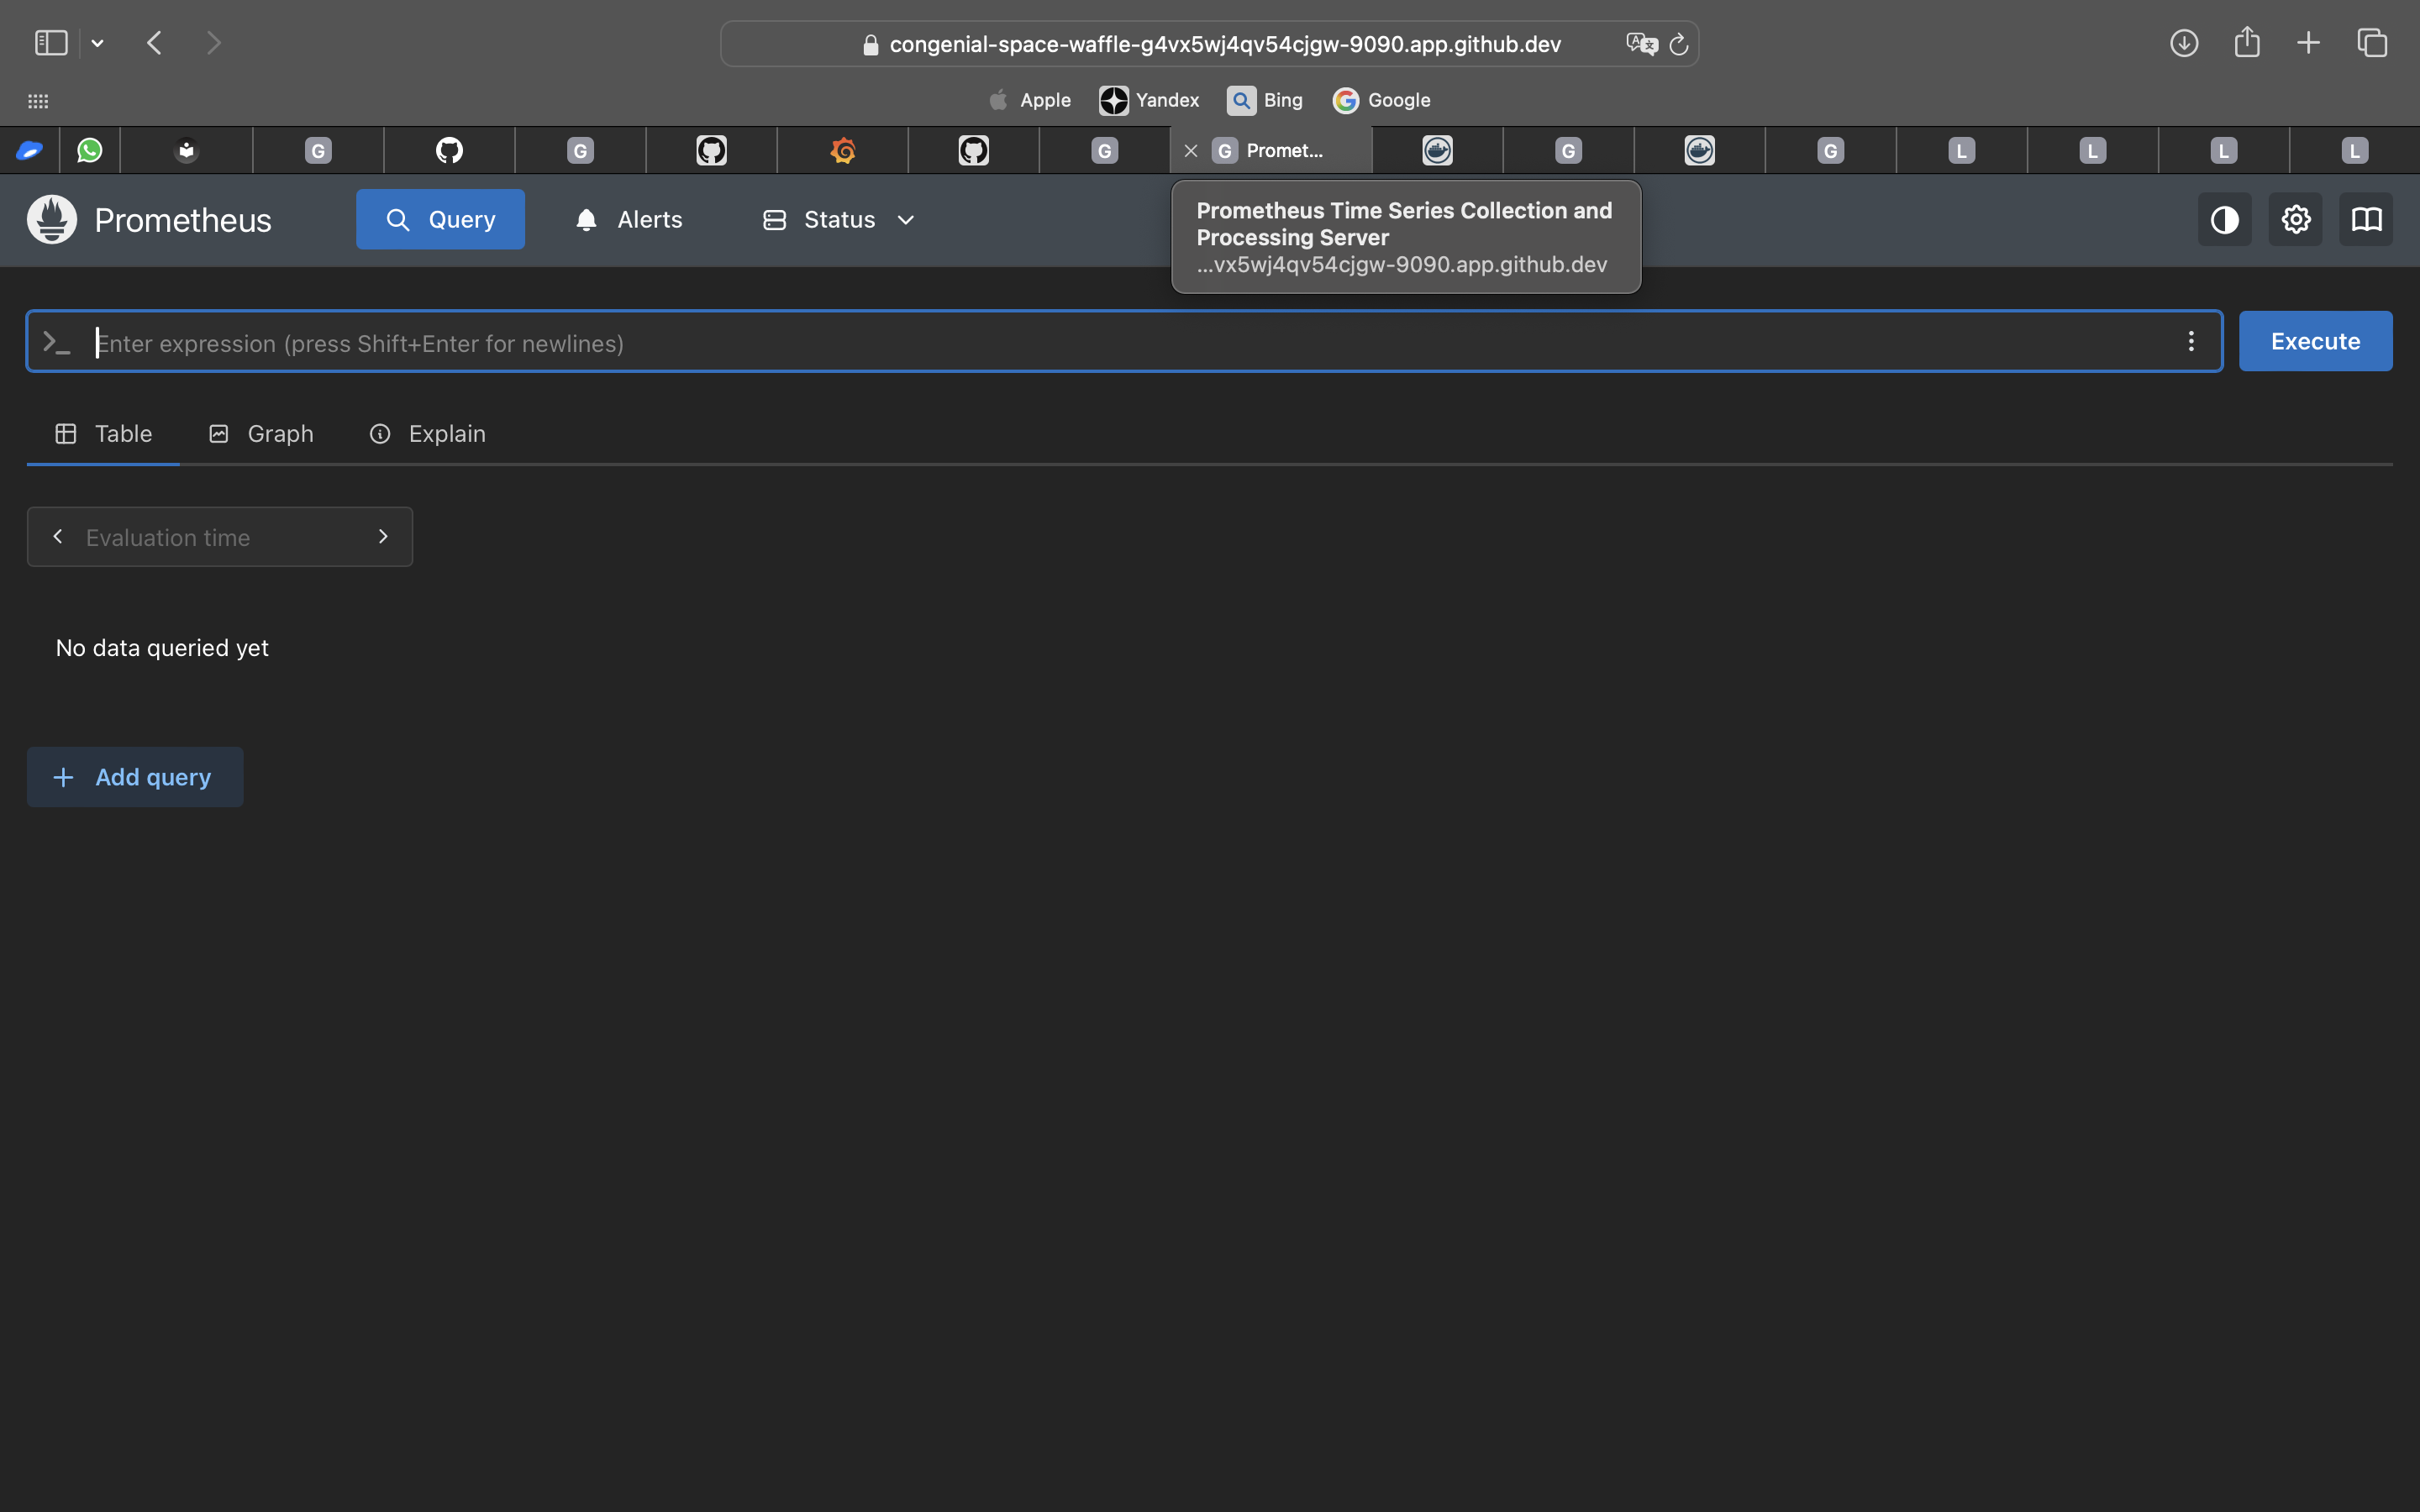 congenial-space-waffle-g4vx5wj4qv54cjgw-9090.app.github.dev
Apple
Yandex
Bing
Google
G
G
G
G Promet...
G
G
L
L
L
L
Prometheus
Query
Alerts
Status
Prometheus Time Series Collection and
Processing Server
...vx5wj4qv54cjgw-9090.app.github.dev
Enter expression (press Shift+Enter for newlines)
Execute
Table
Graph
Explain
Evaluation time
No data queried yet
Add query